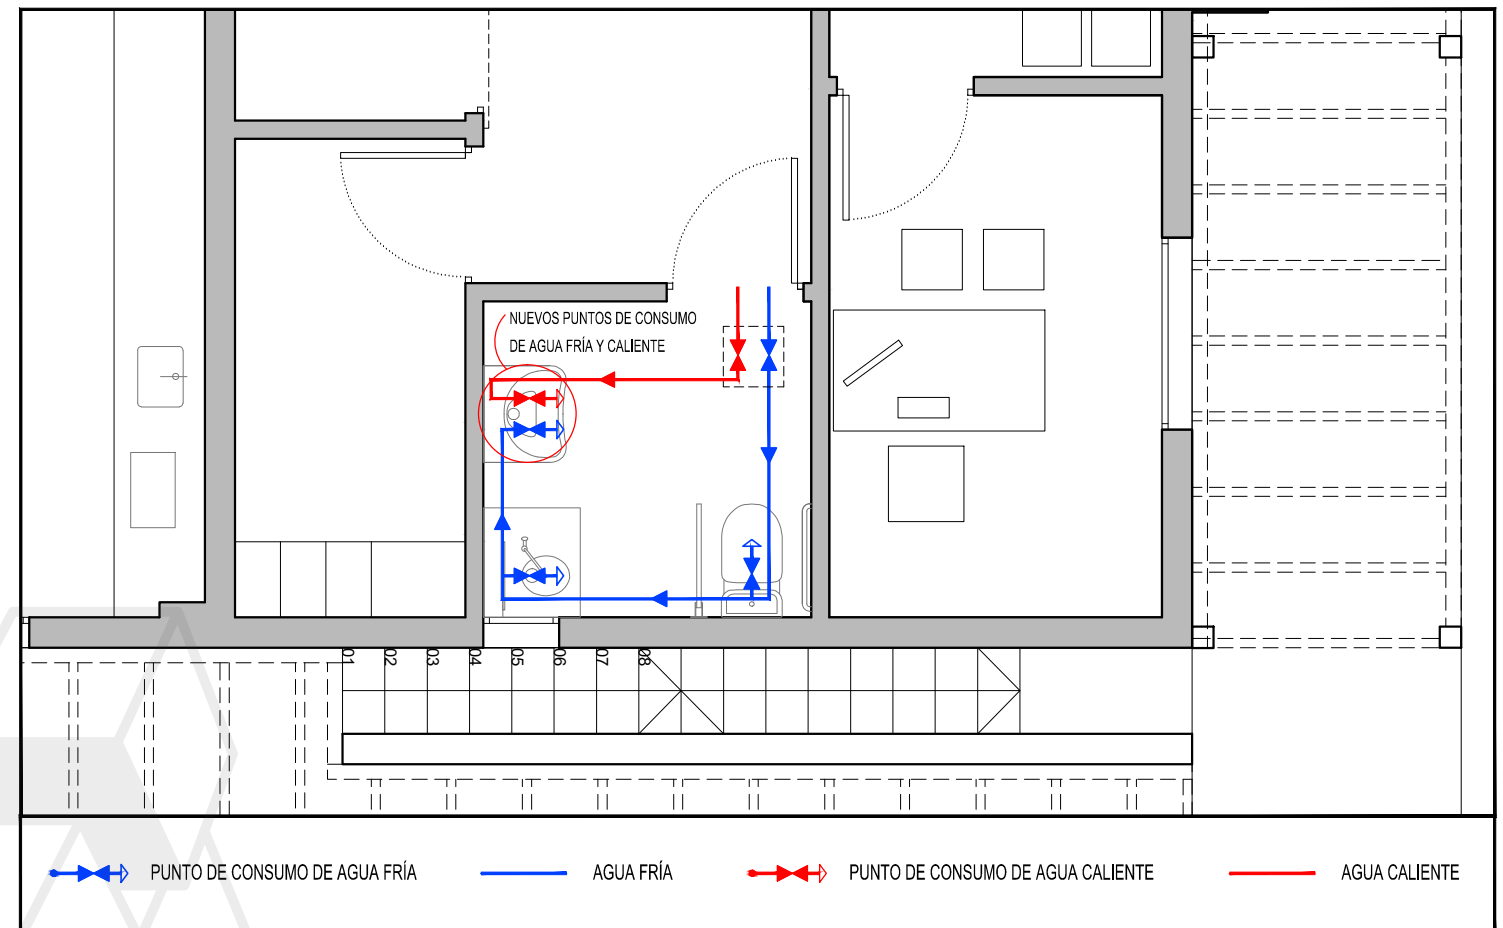 NUEVOS PUNTOS DE CONSUMO
DE AGUA FRÍA Y CALIENTE
01 02 03 04 05 06 07 08
PUNTO DE CONSUMO DE AGUA FRÍA
AGUA FRÍA
PUNTO DE CONSUMO DE AGUA CALIENTE
AGUA CALIENTE